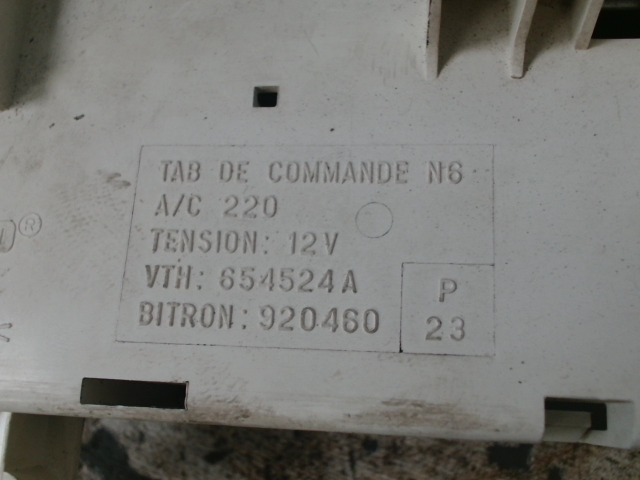 TAB DE COMMANDE N6
A/C 220
TENSION: 12V
VTH: 654524A
BITRON: 920460
P
23
®